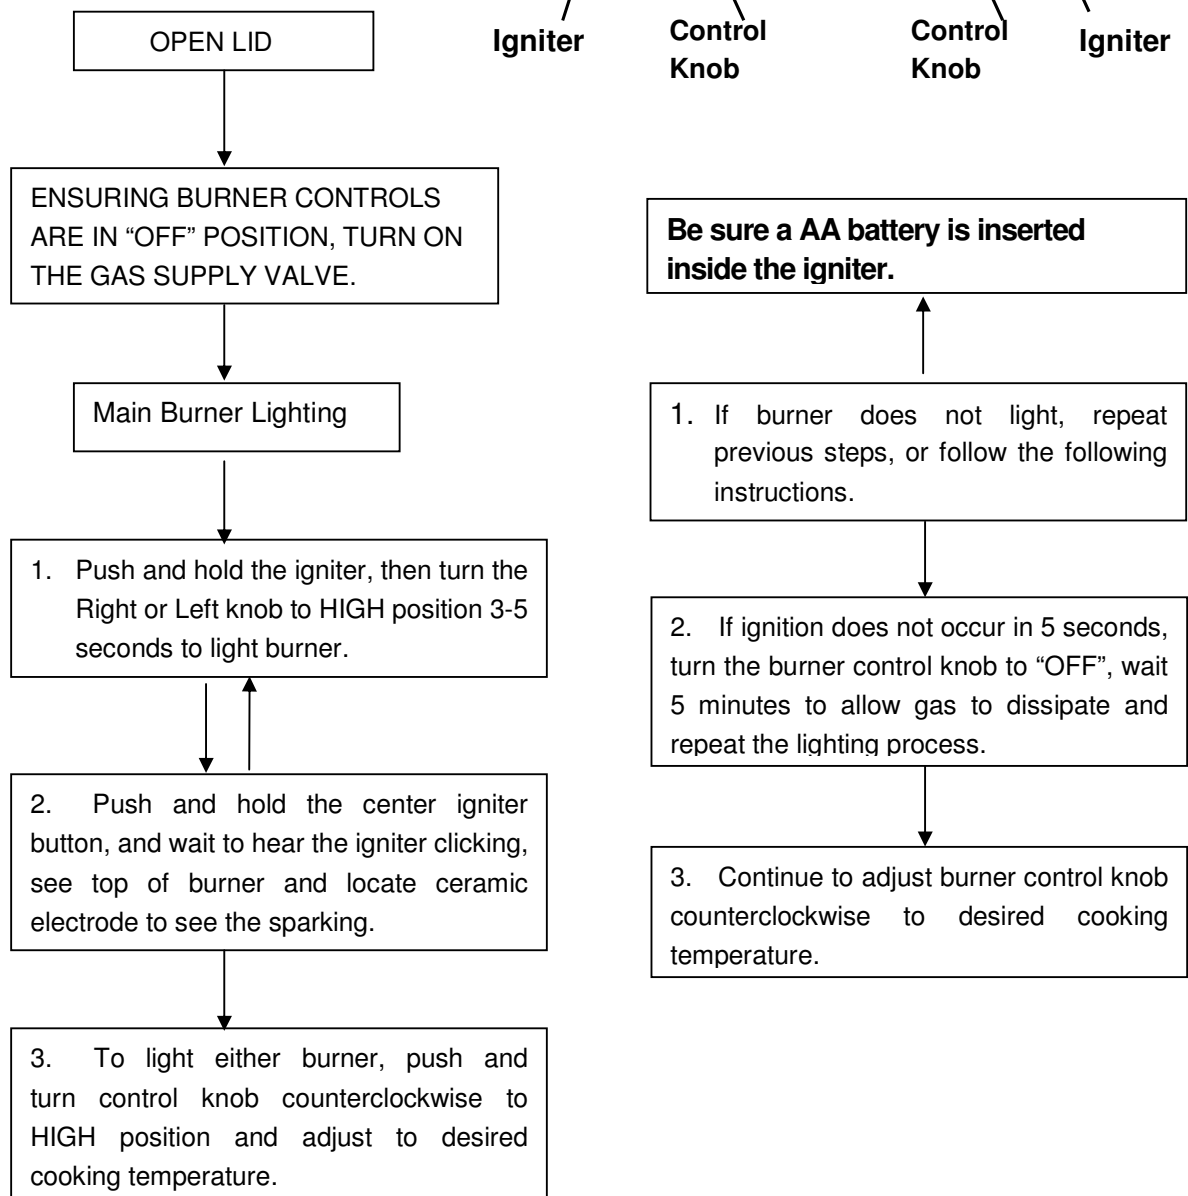 OPEN LID
Igniter
Control
Knob
Control
Knob
Igniter
ENSURING BURNER CONTROLS
ARE IN “OFF” POSITION, TURN ON
THE GAS SUPPLY VALVE.
Main Burner Lighting
1. Push and hold the igniter, then turn the
Right or Left knob to HIGH position 3-5
seconds to light burner.
2. Push and hold the center igniter
button, and wait to hear the igniter clicking,
see top of burner and locate ceramic
electrode to see the sparking.
3. To light either burner, push and
turn control knob counterclockwise to
HIGH position and adjust to desired
cooking temperature.
Be sure a AA battery is inserted
inside the igniter.
1. If burner does not light, repeat
previous steps, or follow the following
instructions.
2. If ignition does not occur in 5 seconds,
turn the burner control knob to “OFF”, wait
5 minutes to allow gas to dissipate and
repeat the lighting process.
3. Continue to adjust burner control knob
counterclockwise to desired cooking
temperature.